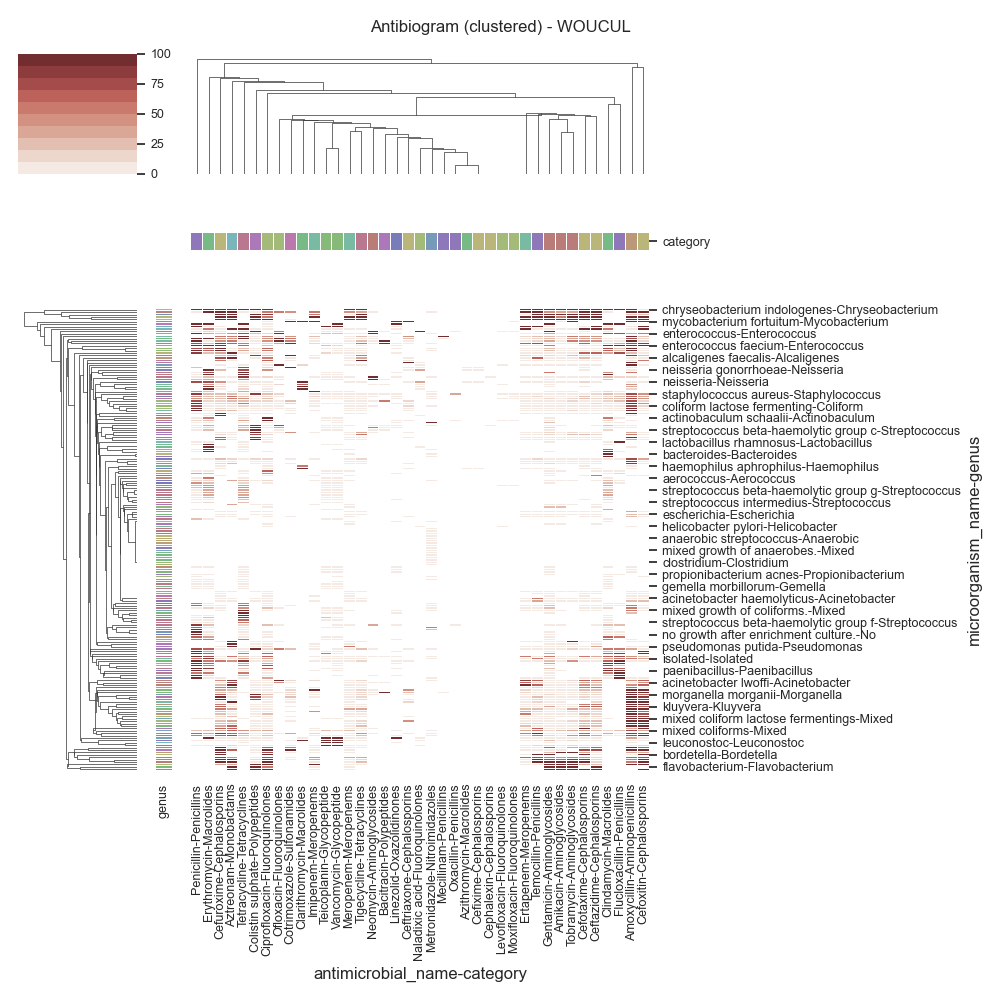 Antibiogram (clustered) - WOUCUL
100
75
50
25
0
category
chryseobacterium indologenes-Chryseobacterium
mycobacterium fortuitum-Mycobacterium
enterococcus-Enterococcus
enterococcus faecium-Enterococcus
alcaligenes faecalis-Alcaligenes
neisseria gonorrhoeae-Neisseria
neisseria-Neisseria
staphylococcus aureus-Staphylococcus
coliform lactose fermenting-Coliform
actinobaculum schaalii-Actinobaculum
streptococcus beta-haemolytic group c-Streptococcus
lactobacillus rhamnosus-Lactobacillus
bacteroides-Bacteroides
haemophilus aphrophilus-Haemophilus
aerococcus-Aerococcus
streptococcus beta-haemolytic group g-Streptococcus
streptococcus intermedius-Streptococcus
escherichia-Escherichia
helicobacter pylori-Helicobacter
anaerobic streptococcus-Anaerobic
mixed growth of anaerobes.-Mixed
clostridium-Clostridium
propionibacterium acnes-Propionibacterium
gemella morbillorum-Gemella
acinetobacter haemolyticus-Acinetobacter
mixed growth of coliforms.-Mixed
streptococcus beta-haemolytic group f-Streptococcus
no growth after enrichment culture.-No
pseudomonas putida-Pseudomonas
isolated-Isolated
paenibacillus-Paenibacillus
acinetobacter lwoffi-Acinetobacter
morganella morganii-Morganella
kluyvera-Kluyvera
mixed coliform lactose fermentings-Mixed
mixed coliforms-Mixed
leuconostoc-Leuconostoc
bordetella-Bordetella
flavobacterium-Flavobacterium
microorganism_name-genus
genus
Penicillin-Penicillins
Erythromycin-Macrolides
Cefuroxime-Cephalosporins
Aztreonam-Monobactams
Tetracycline-Tetracyclines
Colistin sulphate-Polypeptides
Ciprofloxacin-Fluoroquinolones
Ofloxacin-Fluoroquinolones
Cotrimoxazole-Sulfonamides
Clarithromycin-Macrolides
Imipenem-Meropenems
Teicoplanin-Glycopeptide
Vancomycin-Glycopeptide
Meropenem-Meropenems
Tigecycline-Tetracyclines
Neomycin-Aminoglycosides
Bacitracin-Polypeptides
Linezolid-Oxazolidinones
Ceftriaxone-Cephalosporins
Naladixic acid-Fluoroquinolones
Metronidazole-Nitroimidazoles
Mecillinam-Penicillins
Oxacillin-Penicillins
Azithromycin-Macrolides
Cefixime-Cephalosporins
Cephalexin-Cephalosporins
Levofloxacin-Fluoroquinolones
Moxifloxacin-Fluoroquinolones
Ertapenem-Meropenems
Temocillin-Penicillins
Gentamicin-Aminoglycosides
Amikacin-Aminoglycosides
Tobramycin-Aminoglycosides
Cefotaxime-Cephalosporins
Ceftazidime-Cephalosporins
Clindamycin-Macrolides
Flucloxacillin-Penicillins
Amoxycillin-Aminopenicillins
Cefoxitin-Cephalosporins
antimicrobial_name-category